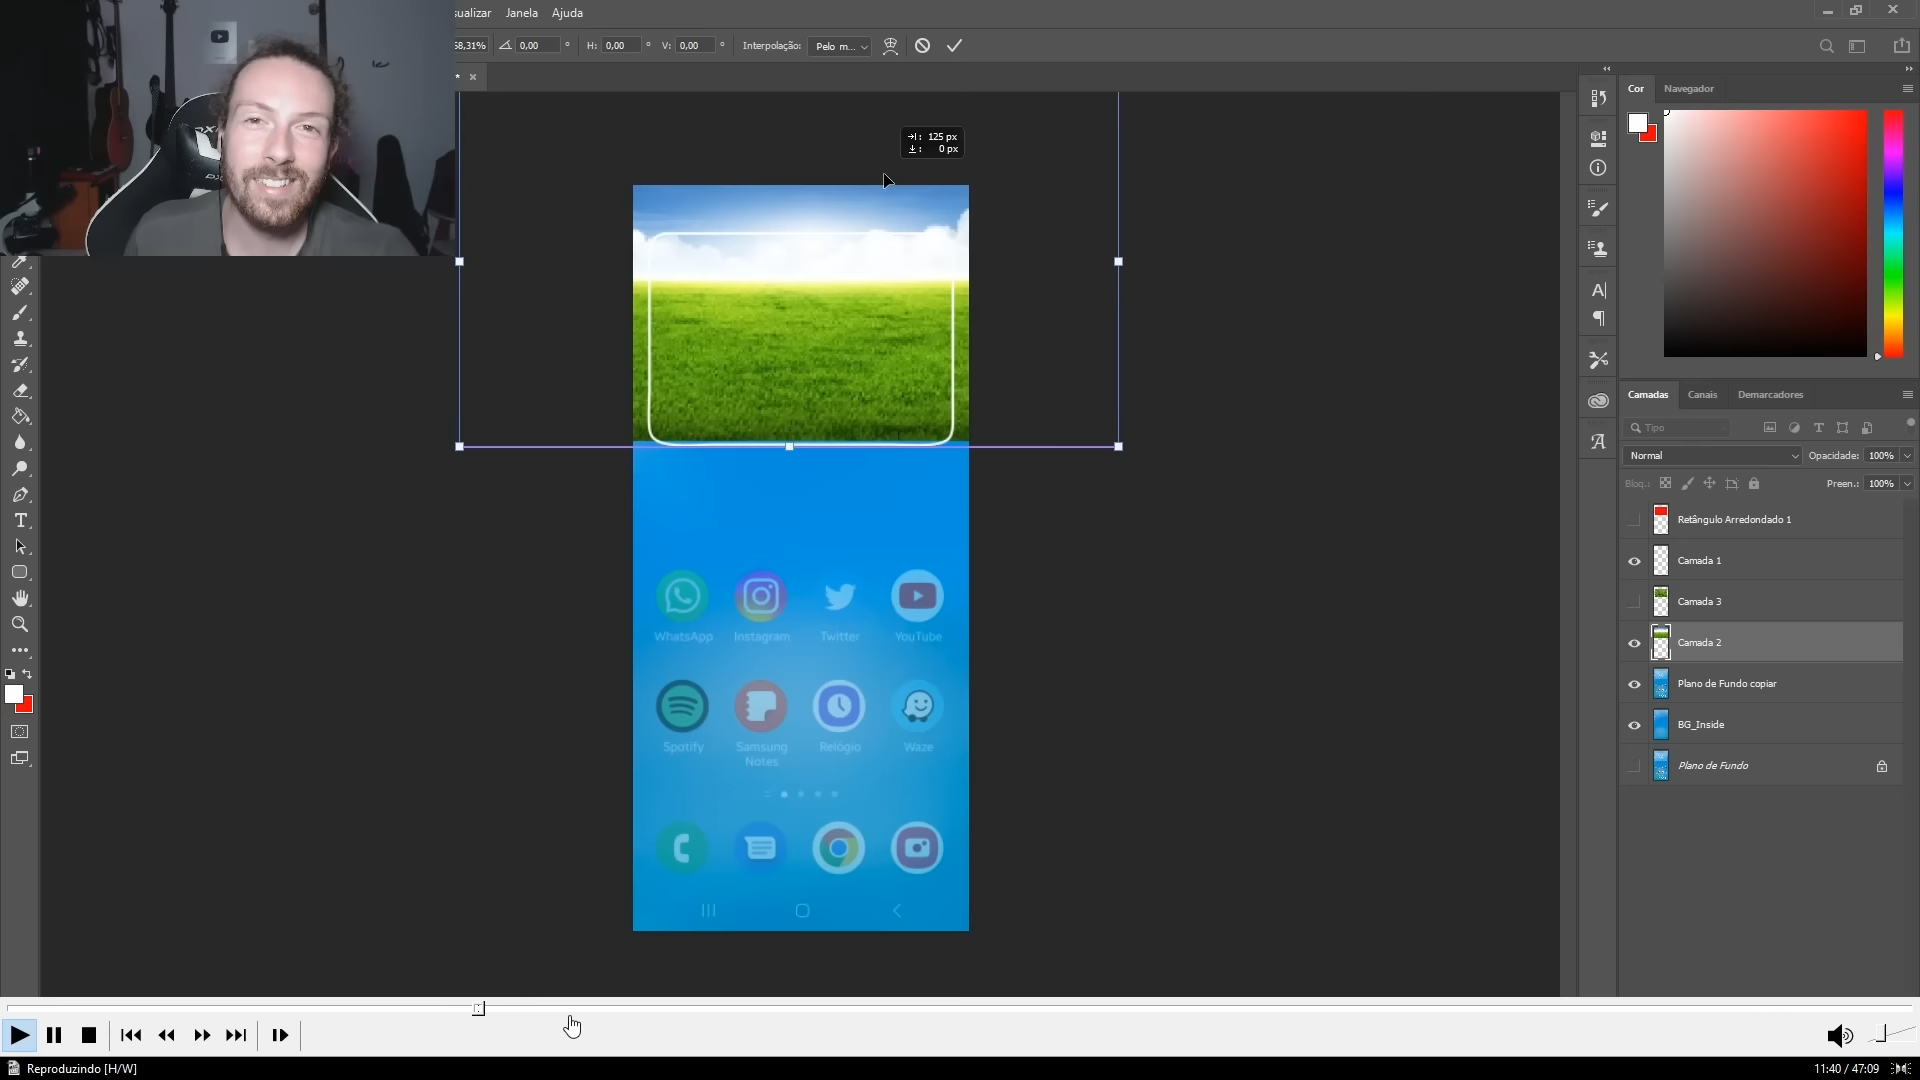 sualizar Janela Ajuda
58,31% 0,00 ° H: 0,00 ° V: 0,00 ° Interpolação: Pelo m...
* ×
125 px
0 px
Cor Navegador
Camadas Canais Demarcadores
Tipo
Normal Opacidade: 100%
Bloq.: Preen.: 100%
Retângulo Arredondado 1
Camada 1
Camada 3
Camada 2
Plano de Fundo copiar
BG_Inside
Plano de Fundo
WhatsApp Instagram Twitter YouTube
Spotify Samsung Notes Relógio Waze
Reproduzindo [H/W] 11:40 / 47:09